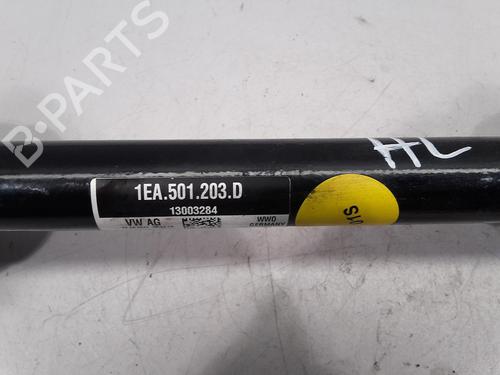 HL
1EA.501.203.D
13003284
VW AG
WWO
GERMANY
B-PARTS